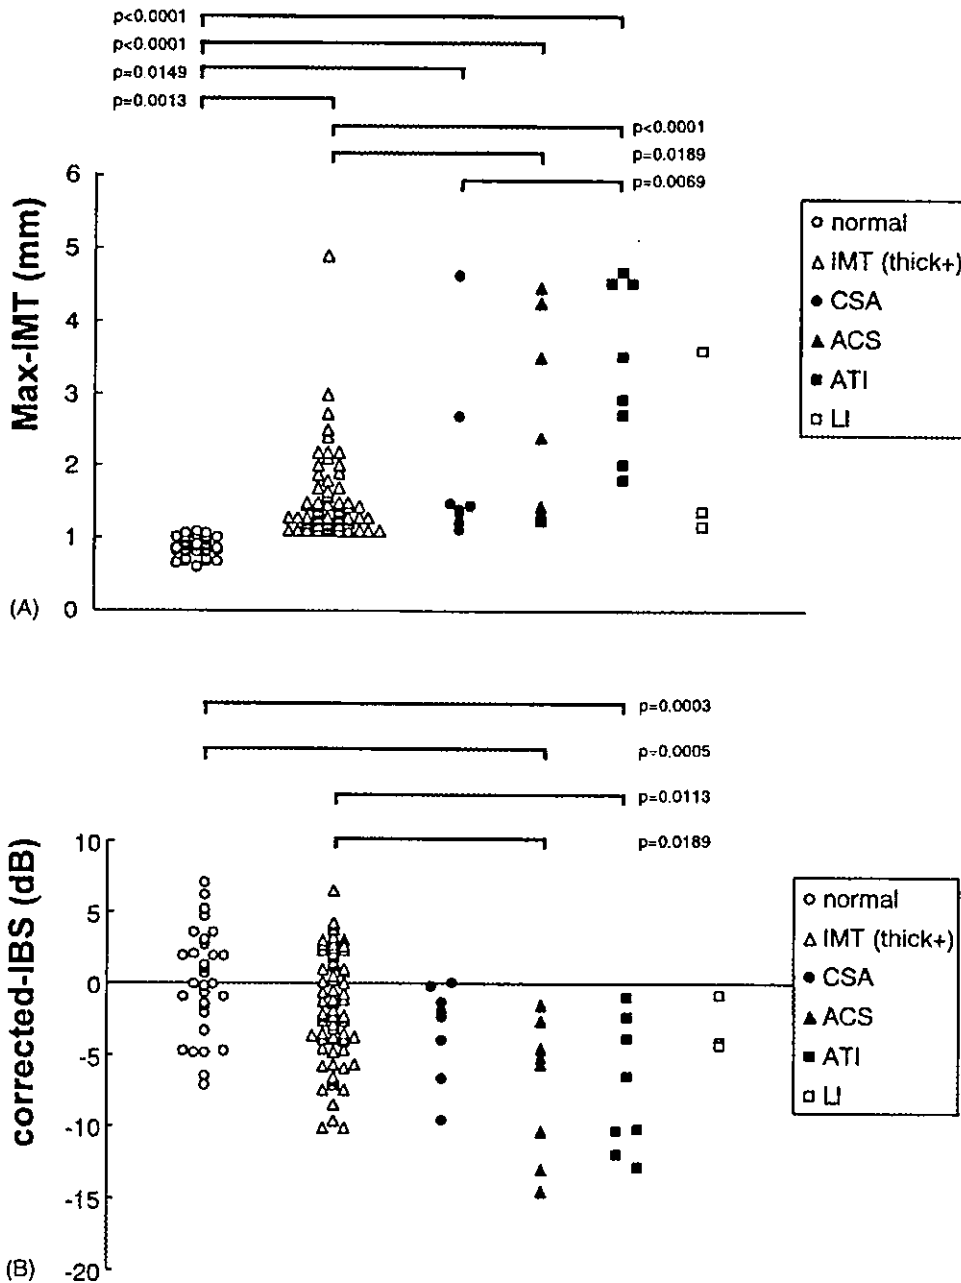 p<0.0001
p<0.0001
p=0.0149
p=0.0013
p<0.0001
p=0.0189
p=0.0069
Max-IMT (mm)
6
5
4
3
2
1
0
normal
IMT (thick+)
CSA
ACS
ATI
LI
(A)
p=0.0003
p=0.0005
p=0.0113
p=0.0189
corrected-IBS (dB)
10
5
0
-5
-10
-15
-20
normal
IMT (thick+)
CSA
ACS
ATI
LI
(B)